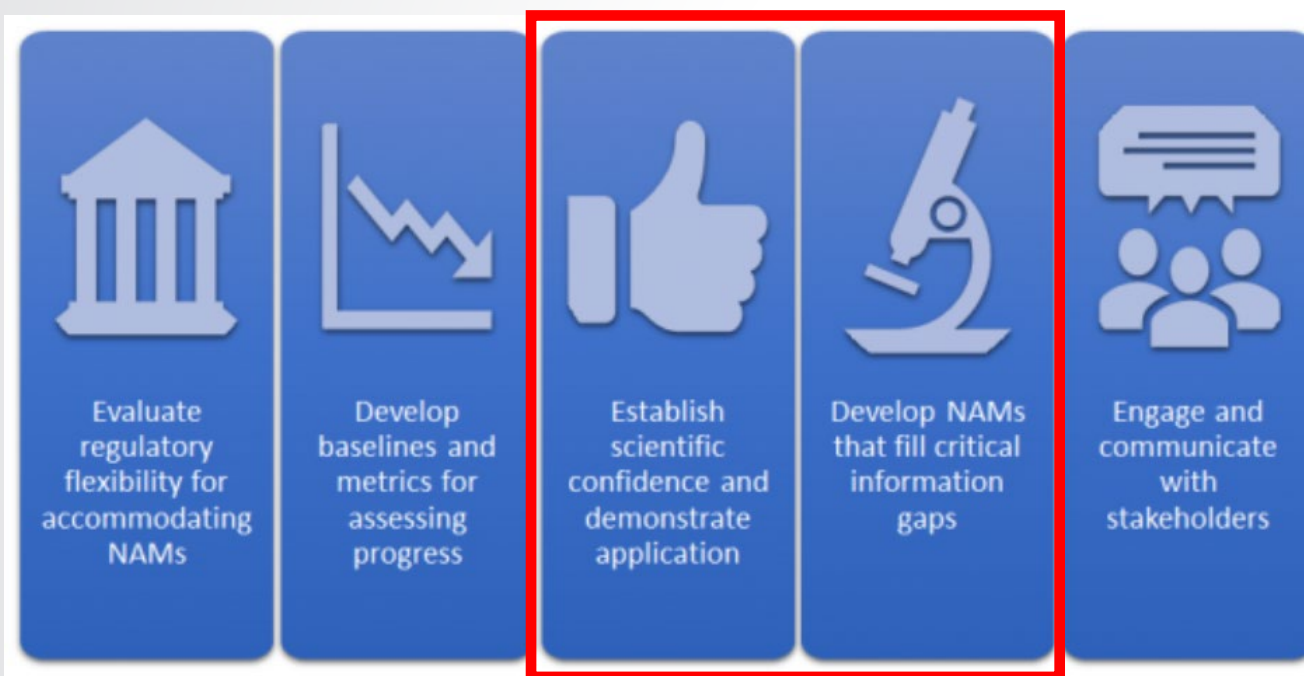 Evaluate
regulatory
flexibility for
accommodating
NAMs
Develop
baselines and
metrics for
assessing
progress
Establish
scientific
confidence and
demonstrate
application
Develop NAMs
that fill critical
information
gaps
Engage and
communicate
with
stakeholders